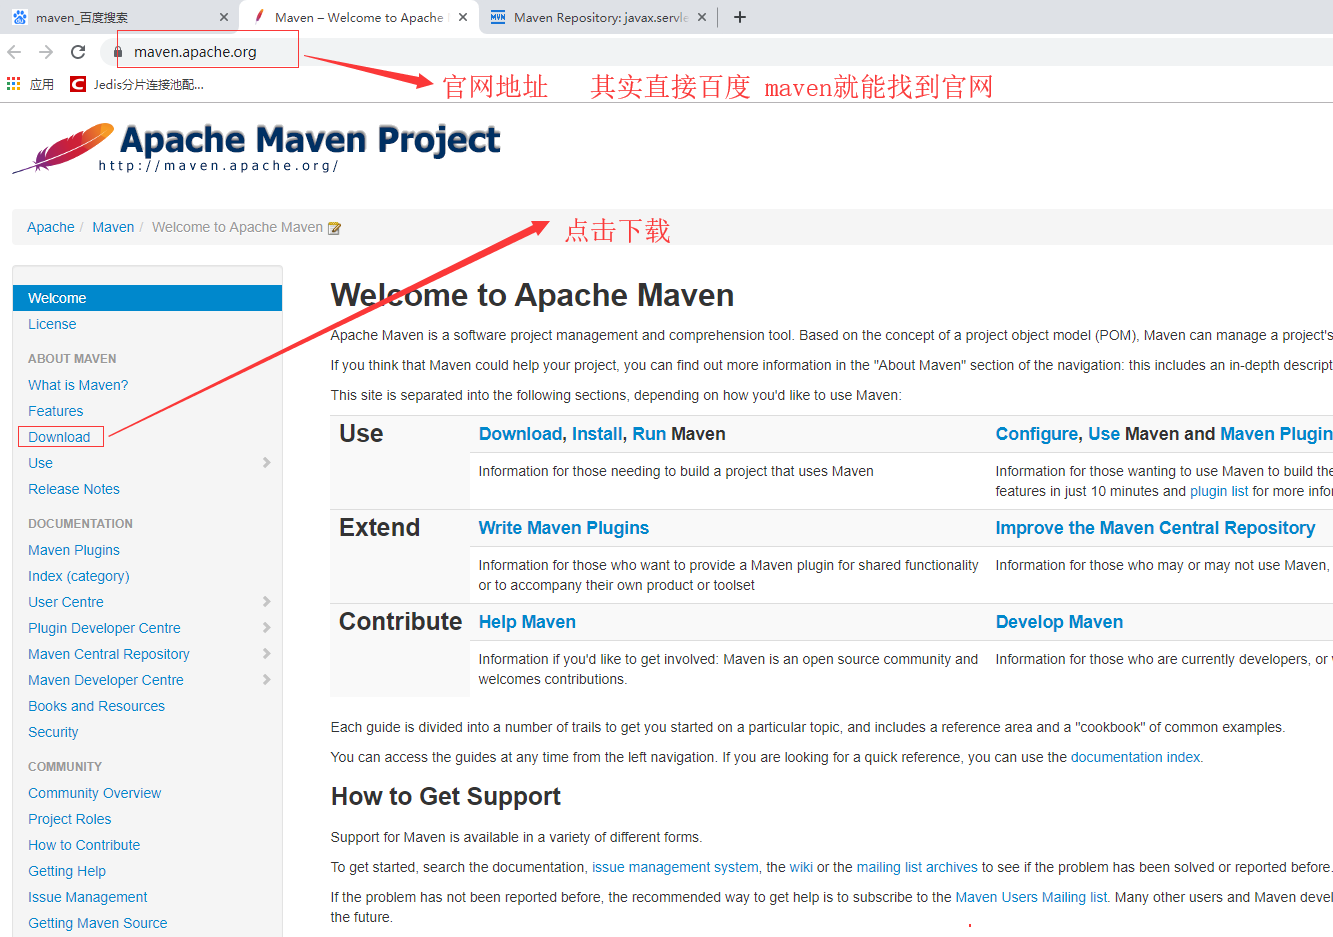 maven_百度搜索
Maven – Welcome to Apache
Maven Repository: javax.servle
maven.apache.org
应用
Jedis分片连接池配...
官网地址 其实直接百度 maven就能找到官网
Apache Maven Project
http://maven.apache.org/
Apache / Maven / Welcome to Apache Maven
点击下载
Welcome
License
ABOUT MAVEN
What is Maven?
Features
Download
Use
Release Notes
DOCUMENTATION
Maven Plugins
Index (category)
User Centre
Plugin Developer Centre
Maven Central Repository
Maven Developer Centre
Books and Resources
Security
COMMUNITY
Community Overview
Project Roles
How to Contribute
Getting Help
Issue Management
Getting Maven Source
Welcome to Apache Maven
Apache Maven is a software project management and comprehension tool. Based on the concept of a project object model (POM), Maven can manage a project's
If you think that Maven could help your project, you can find out more information in the "About Maven" section of the navigation: this includes an in-depth descript
This site is separated into the following sections, depending on how you'd like to use Maven:
Use
Download, Install, Run Maven
Information for those needing to build a project that uses Maven
Configure, Use Maven and Maven Plugin
Information for those wanting to use Maven to build the
features in just 10 minutes and plugin list for more infor
Extend
Write Maven Plugins
Information for those who want to provide a Maven plugin for shared functionality
or to accompany their own product or toolset
Improve the Maven Central Repository
Information for those who may or may not use Maven,
Contribute
Help Maven
Information if you'd like to get involved: Maven is an open source community and
welcomes contributions.
Develop Maven
Information for those who are currently developers, or
Each guide is divided into a number of trails to get you started on a particular topic, and includes a reference area and a "cookbook" of common examples.
You can access the guides at any time from the left navigation. If you are looking for a quick reference, you can use the documentation index.
How to Get Support
Support for Maven is available in a variety of different forms.
To get started, search the documentation, issue management system, the wiki or the mailing list archives to see if the problem has been solved or reported before.
If the problem has not been reported before, the recommended way to get help is to subscribe to the Maven Users Mailing list. Many other users and Maven devel
the future.